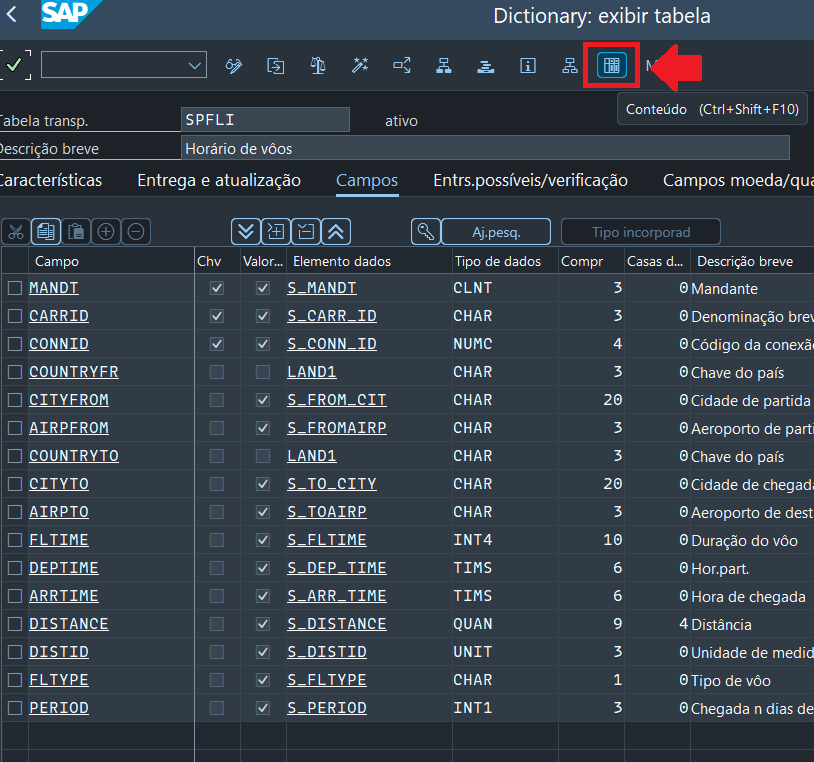 SAP
Dictionary: exibir tabela
Conteúdo (Ctrl+Shift+F10)
Tabela transp. SPFLI ativo
Descrição breve Horário de vôos
Características Entrega e atualização Campos Entrs.possíveis/verificação Campos moeda/qua
Aj.pesq. Tipo incorporad
Campo Chv Valor... Elemento dados Tipo de dados Compr Casas d... Descrição breve
MANDT S_MANDT CLNT 3 0 Mandante
CARRID S_CARR_ID CHAR 3 0 Denominação brev
CONNID S_CONN_ID NUMC 4 0 Código da conexão
COUNTRYFR LAND1 CHAR 3 0 Chave do país
CITYFROM S_FROM_CIT CHAR 20 0 Cidade de partida
AIRPFROM S_FROMAIRP CHAR 3 0 Aeroporto de parti
COUNTRYTO LAND1 CHAR 3 0 Chave do país
CITYTO S_TO_CITY CHAR 20 0 Cidade de chegada
AIRPTO S_TOAIRP CHAR 3 0 Aeroporto de dest
FLTIME S_FLTIME INT4 10 0 Duração do vôo
DEPTIME S_DEP_TIME TIMS 6 0 Hor.part.
ARRTIME S_ARR_TIME TIMS 6 0 Hora de chegada
DISTANCE S_DISTANCE QUAN 9 4 Distância
DISTID S_DISTID UNIT 3 0 Unidade de medid
FLTYPE S_FLTYPE CHAR 1 0 Tipo de vôo
PERIOD S_PERIOD INT1 3 0 Chegada n dias de